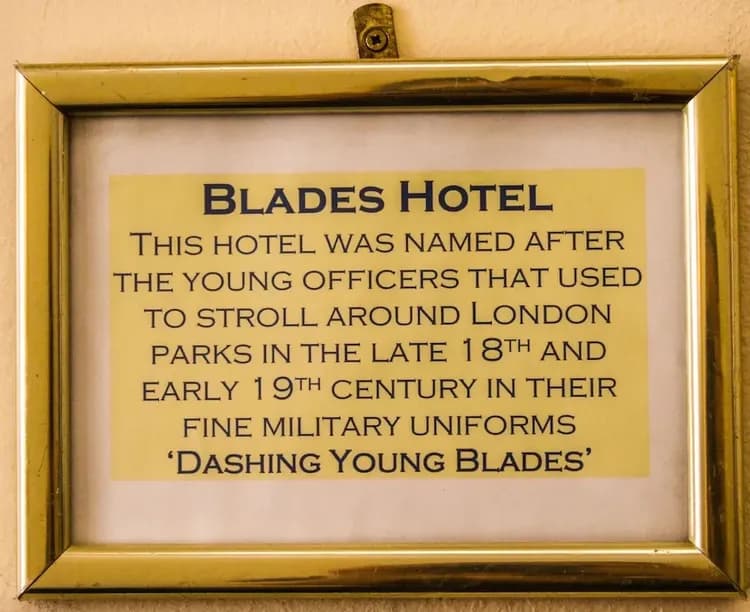 Blades Hotel
This hotel was named after
the young officers that used
to stroll around London
parks in the late 18th and
early 19th century in their
fine military uniforms
‘Dashing Young Blades’